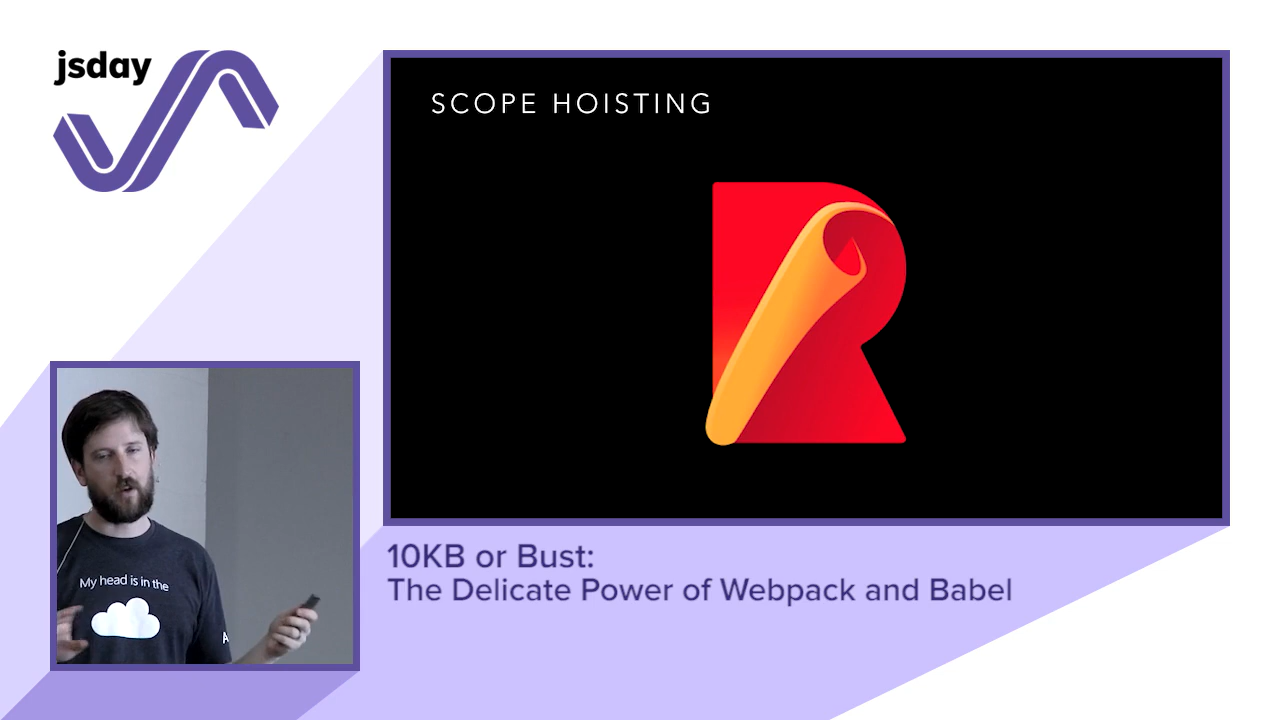 jsday
SCOPE HOISTING
10KB or Bust:
The Delicate Power of Webpack and Babel
My head is in the
A